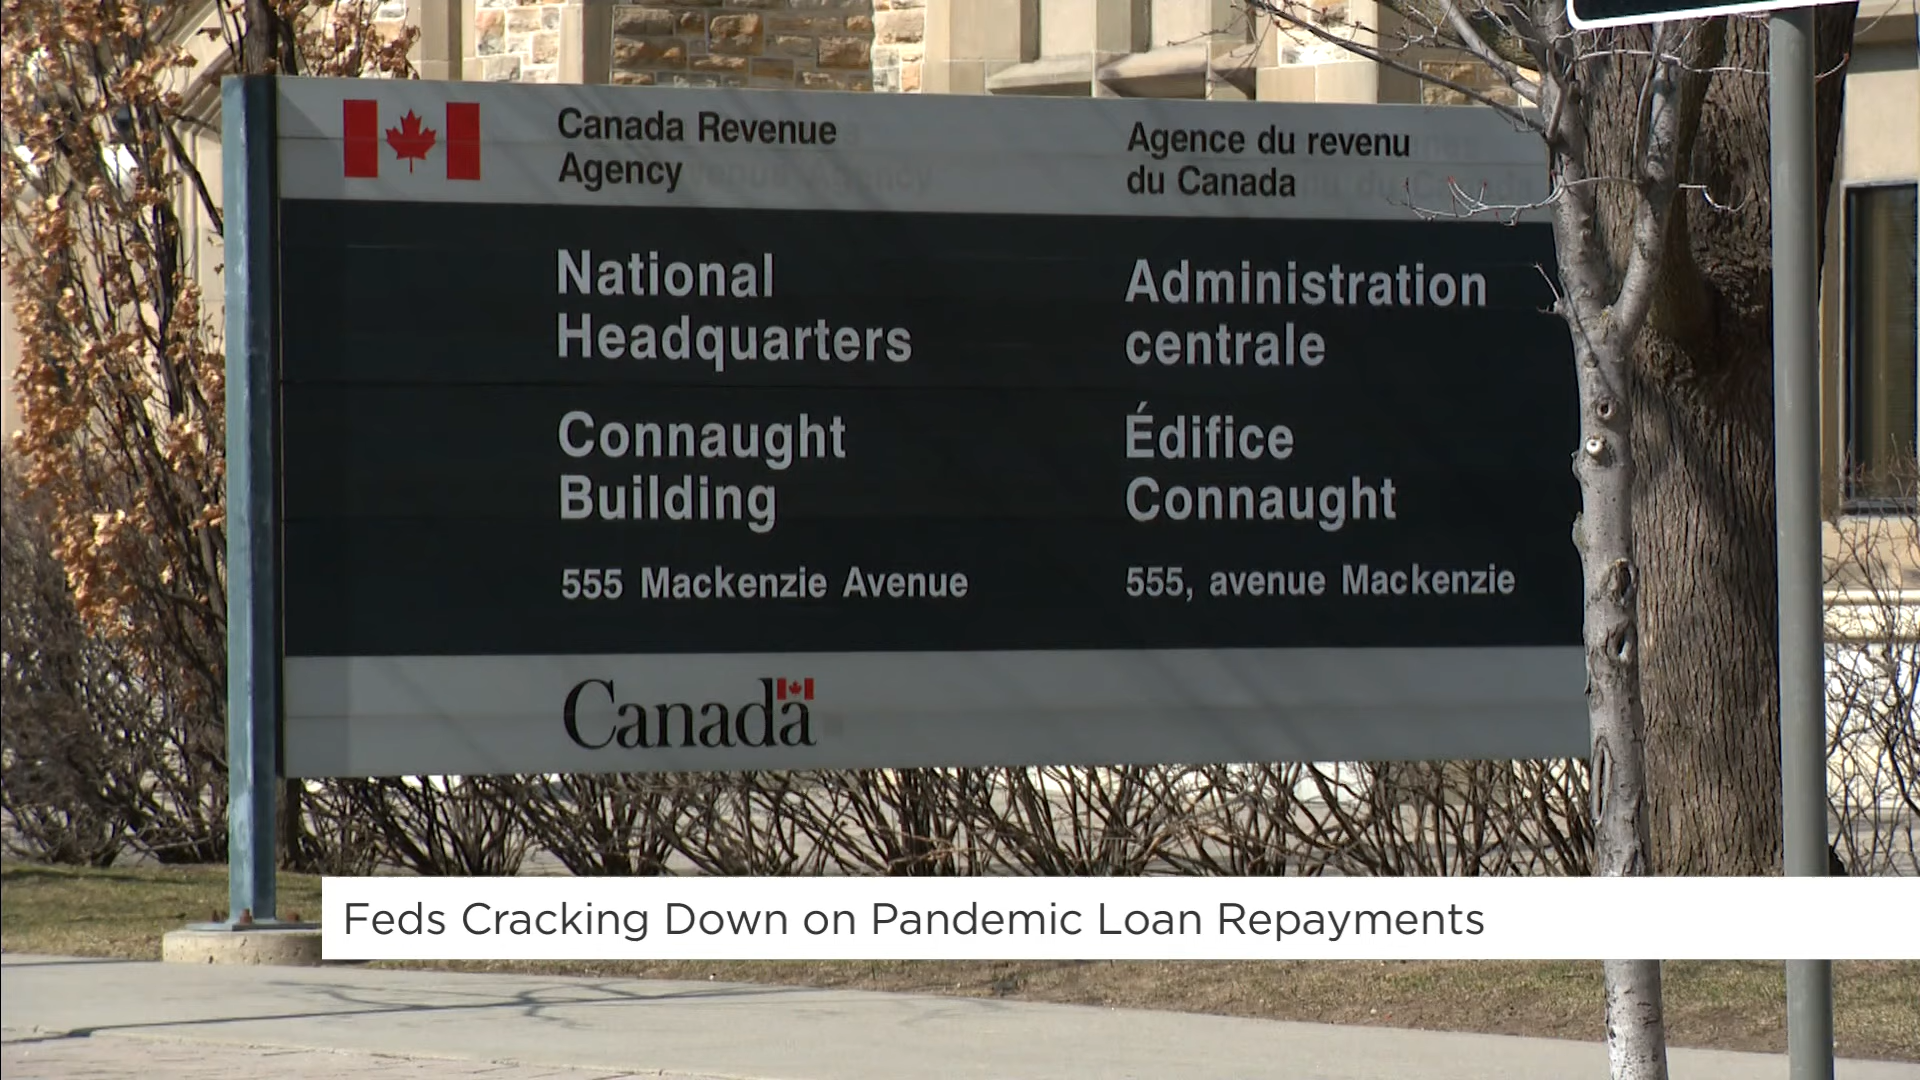 Canada Revenue
Agency
Agence du revenu
du Canada
National
Headquarters
Administration
centrale
Connaught
Building
Édifice
Connaught
555 Mackenzie Avenue
555, avenue Mackenzie
Canada
Feds Cracking Down on Pandemic Loan Repayments